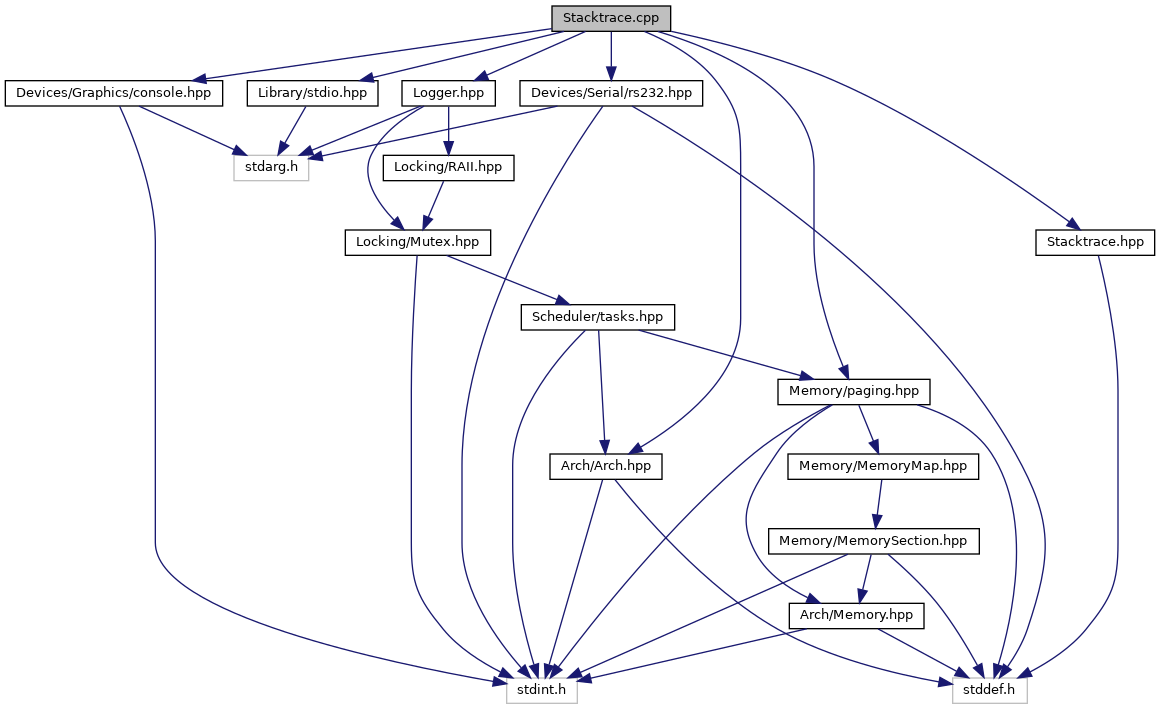 Stacktrace.cpp
Devices/Graphics/console.hpp
Library/stdio.hpp
Logger.hpp
Devices/Serial/rs232.hpp
stdarg.h
Locking/RAII.hpp
Locking/Mutex.hpp
Stacktrace.hpp
Scheduler/tasks.hpp
Memory/paging.hpp
Arch/Arch.hpp
Memory/MemoryMap.hpp
Memory/MemorySection.hpp
Arch/Memory.hpp
stdint.h
stddef.h